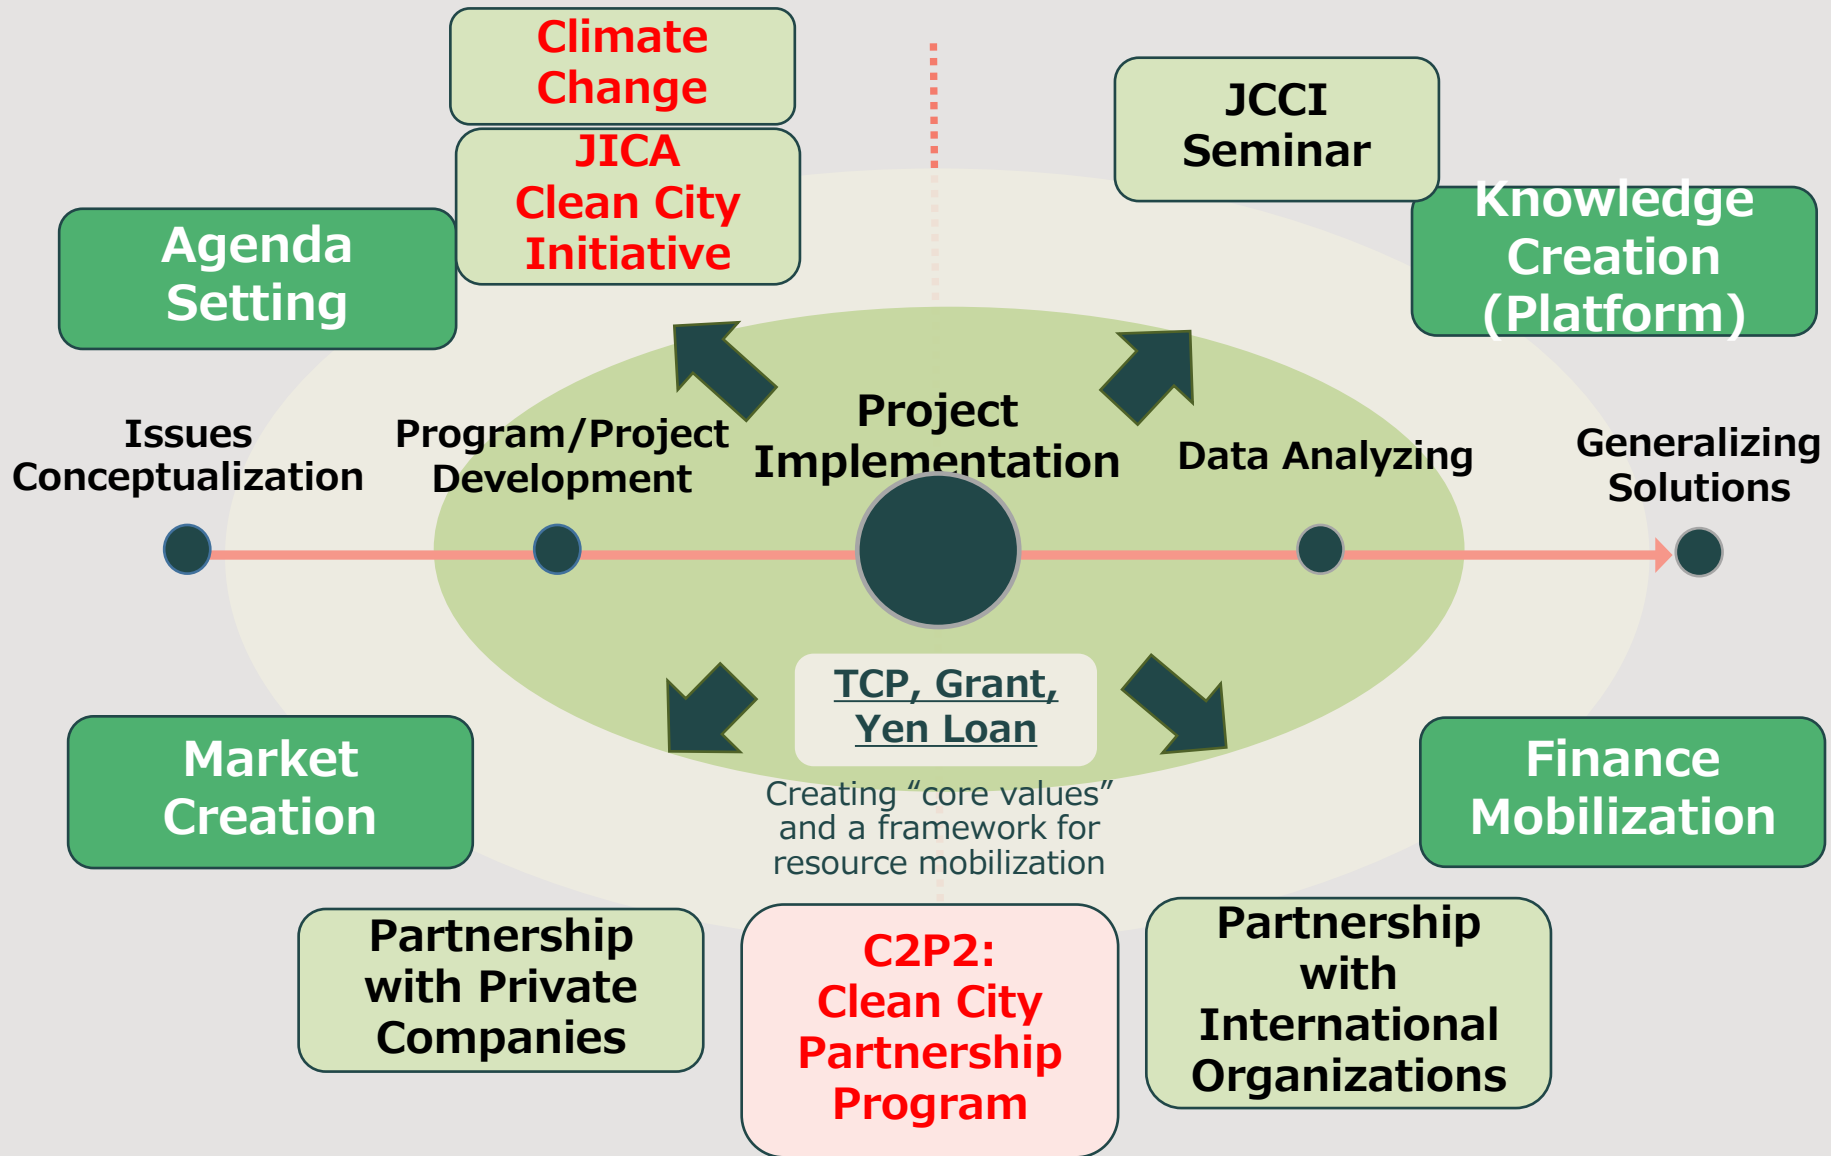 Climate
Change
JICA
Clean City
Initiative
JCCI
Seminar
Agenda
Setting
Knowledge
Creation
(Platform)
Issues
Conceptualization
Program/Project
Development
Project
Implementation
Data Analyzing
Generalizing
Solutions
TCP, Grant,
Yen Loan
Creating “core values”
and a framework for
resource mobilization
Market
Creation
Finance
Mobilization
Partnership
with Private
Companies
C2P2:
Clean City
Partnership
Program
Partnership
with
International
Organizations